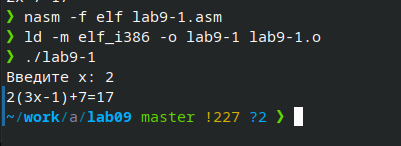 ❯ nasm -f elf lab9-1.asm
❯ ld -m elf_i386 -o lab9-1 lab9-1.o
❯ ./lab9-1
Введите x: 2
2(3x-1)+7=17
~/work/a/lab09 master !227 ?2 ❯